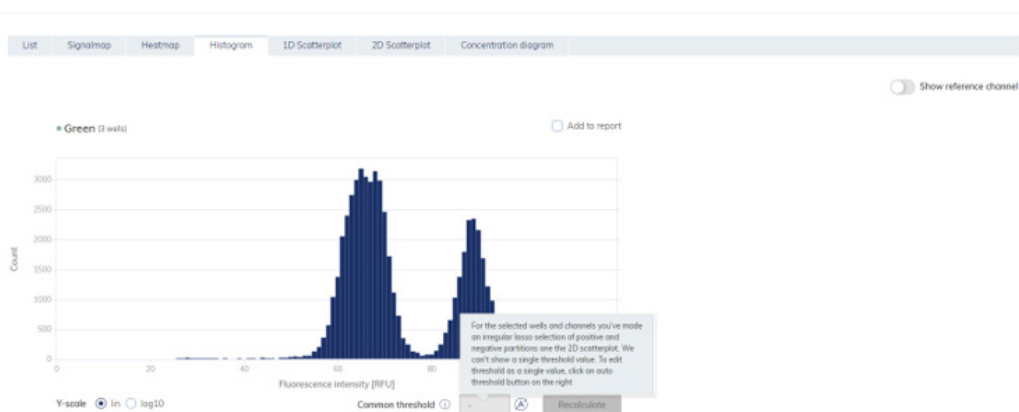 List Signalmap Heatmap Histogram 1D Scatterplot 2D Scatterplot Concentration diagram
Show reference channel
Green (3 wells)
Add to report
3000
2500
2000
1500
1000
500
0
Count
0 20 40 60 80
Fluorescence intensity [RFU]
For the selected wells and channels you've made
an irregular lasso selection of positive and
negative partitions one the 2D scatterplot. We
can't show a single threshold value. To edit
threshold as a single value, click on auto
threshold button on the right
Y-scale lin log10
Common threshold - Recalculate